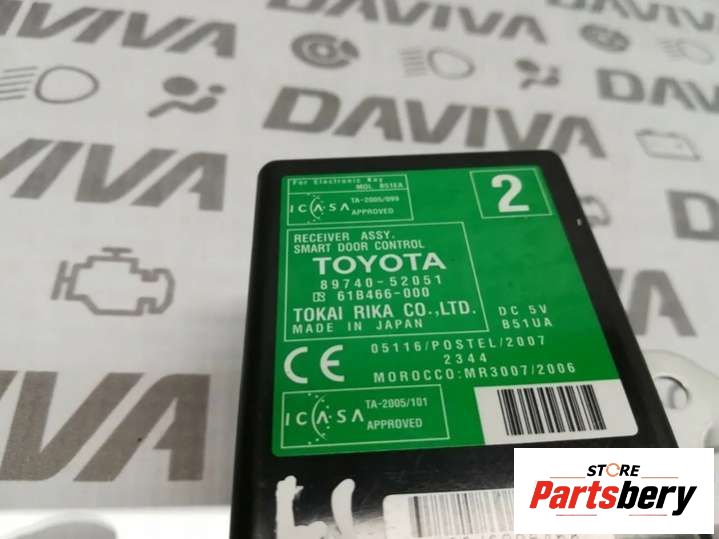 DAVIVA
DAVIVA
DAVIVA
For Electronic Key
MDL B51EA
ICASA
TA-2005/099
APPROVED
2
RECEIVER ASSY.
SMART DOOR CONTROL
TOYOTA
89740-52051
61B466-000
TOKAI RIKA CO.,LTD.
MADE IN JAPAN
DC 5V
B51UA
CE
05116/POSTEL/2007
2344
MOROCCO:MR3007/2006
ICASA
TA-2005/101
APPROVED
STORE
Partsbery